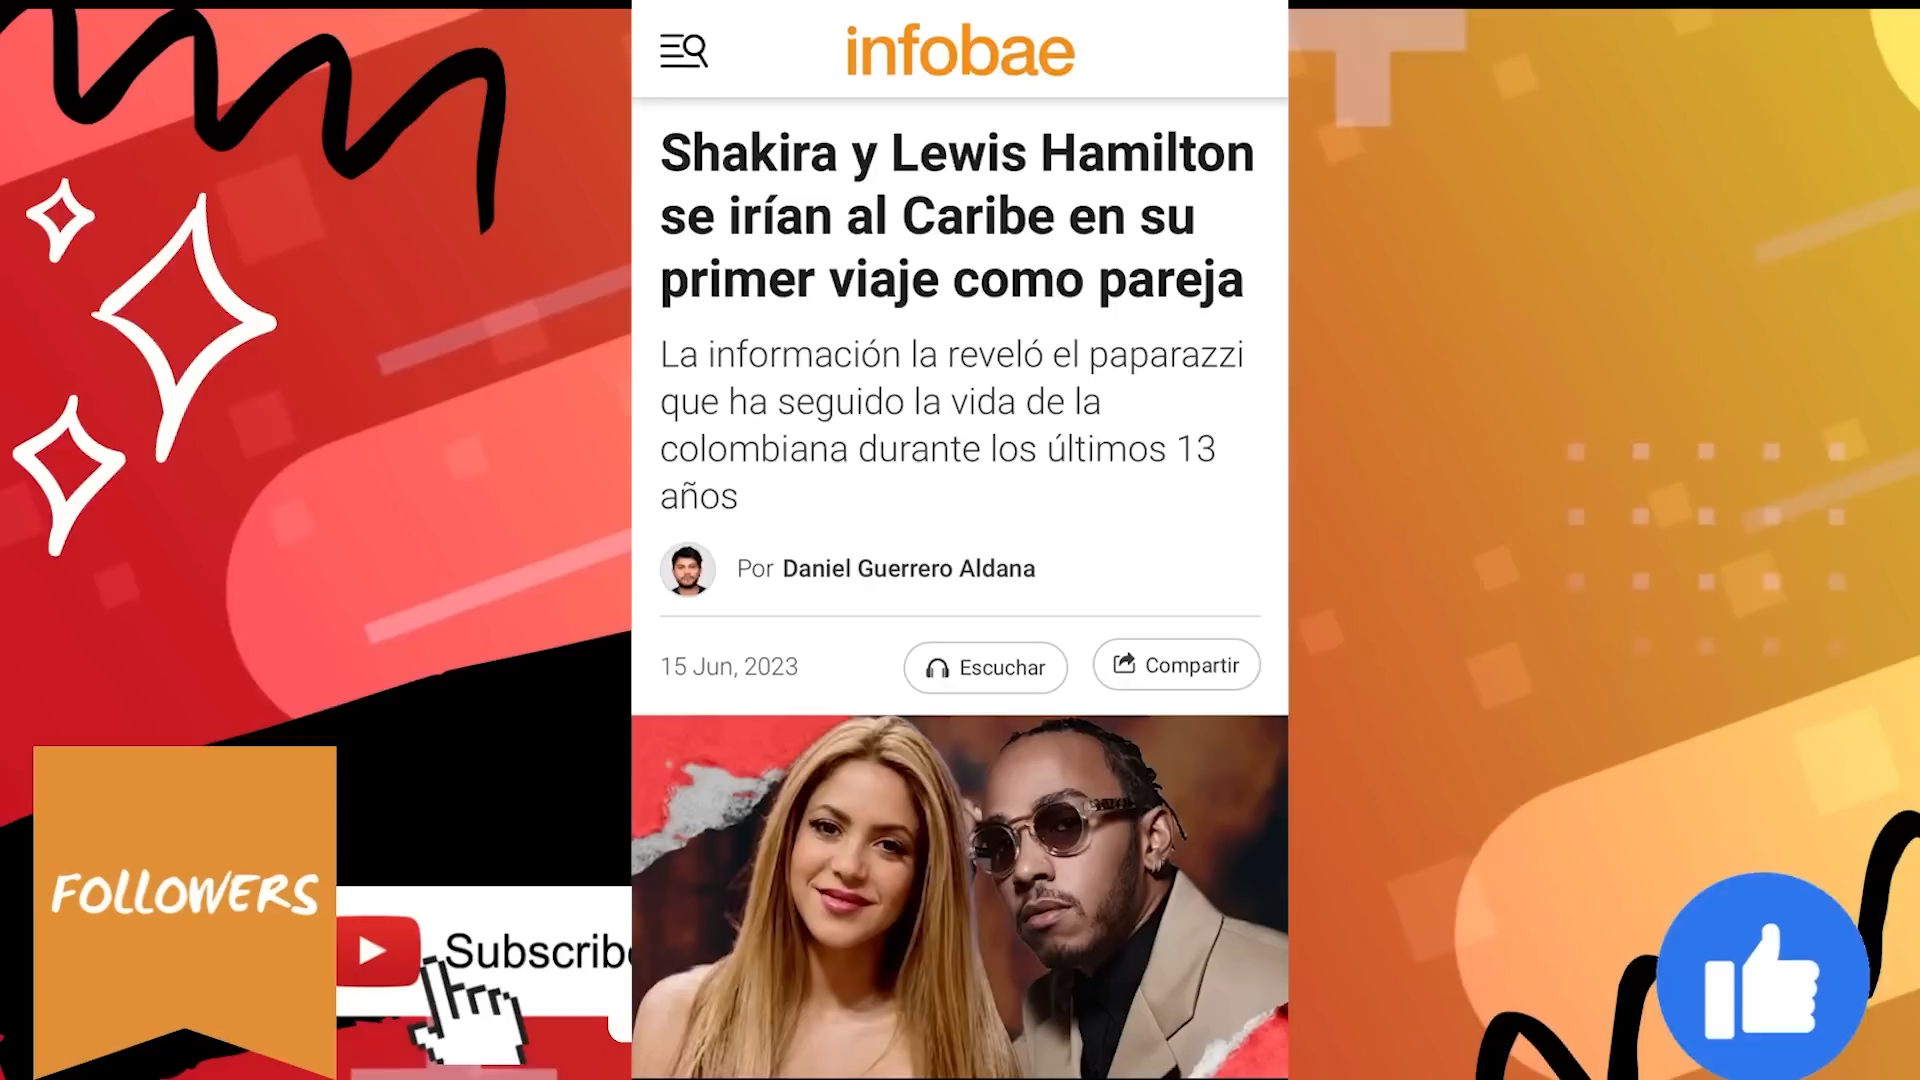 infobae
Shakira y Lewis Hamilton
se irían al Caribe en su
primer viaje como pareja
La información la reveló el paparazzi
que ha seguido la vida de la
colombiana durante los últimos 13
años
Por Daniel Guerrero Aldana
15 Jun, 2023
Escuchar
Compartir
FOLLOWERS
Subscribe